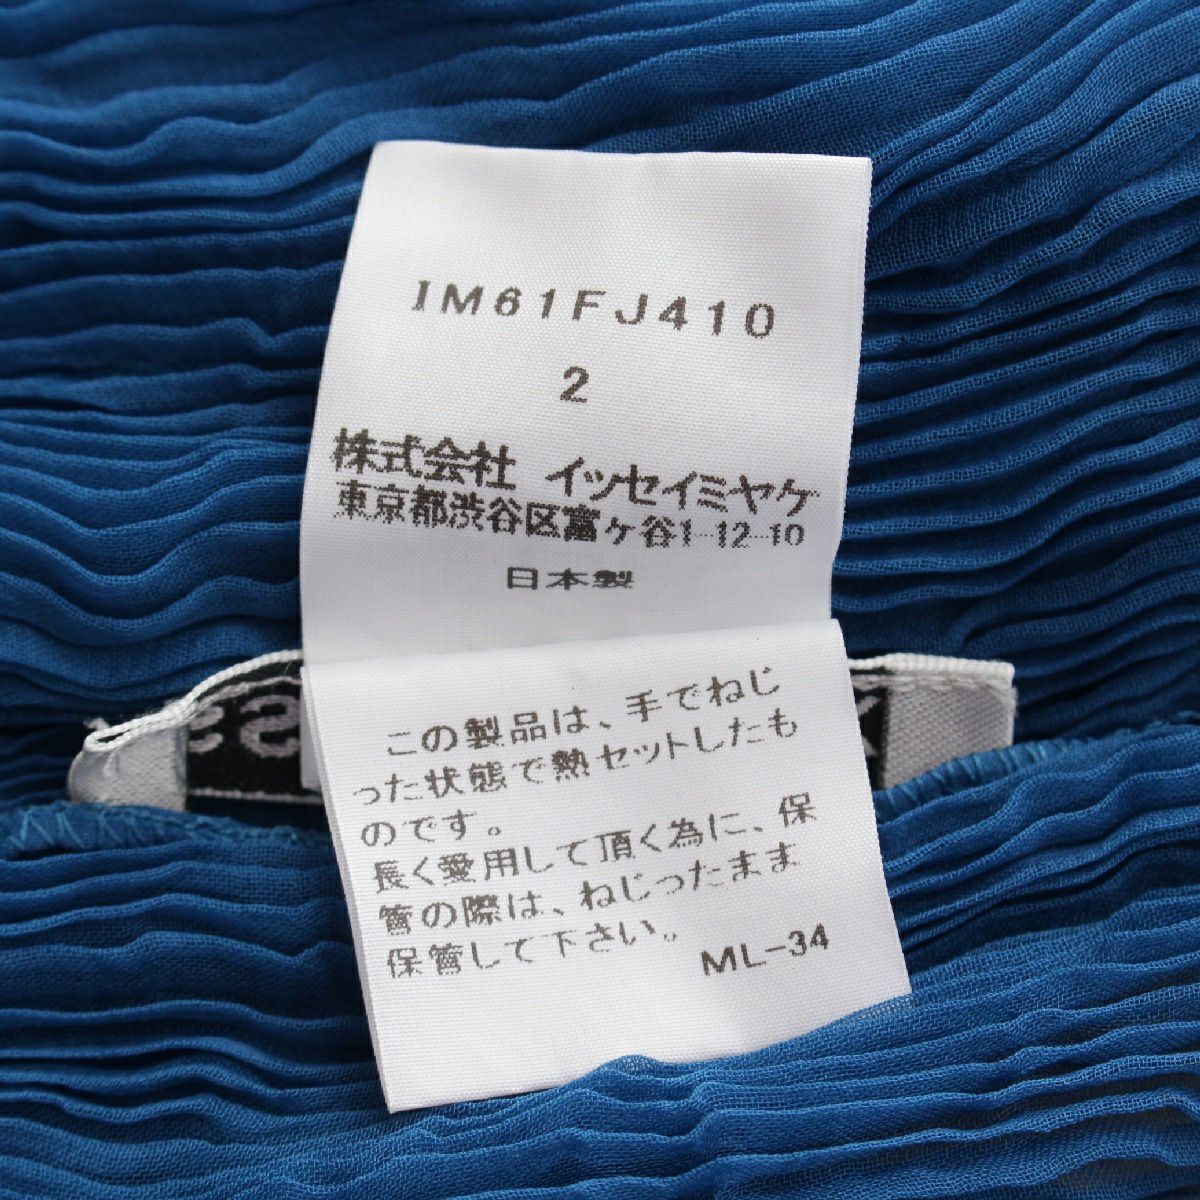 IM61FJ410
2
株式会社 イッセイミヤケ
東京都渋谷区富ヶ谷1-12-10
日本製
この製品は、手でねじ
った状態で熱セットしたも
のです。
長く愛用して頂く為に、保
管の際は、ねじったまま
保管して下さい。
ML-34